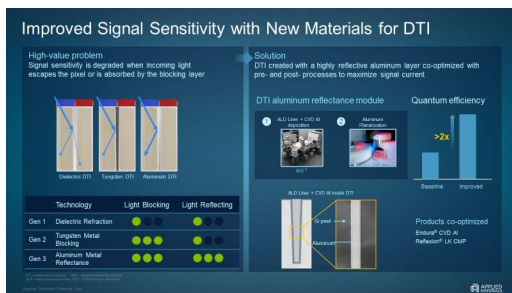 Improved Signal Sensitivity with New Materials for DTI
High-value problem
Signal sensitivity is degraded when incoming light
escapes the pixel or is absorbed by the blocking layer
Dielectric DTI
Tungsten DTI
Aluminum DTI
Technology
Light Blocking
Light Reflecting
Gen 1
Dielectric Refraction
Gen 2
Tungsten Metal
Blocking
Gen 3
Aluminum Metal
Reflectance
Solution
DTI created with a highly reflective aluminum layer co-optimized with
pre- and post- processes to maximize signal current
DTI aluminum reflectance module
1
ALD Liner + CVD Al
deposition
2
Aluminum
Planarization
ALD Liner + CVD Al inside DTI
Si pixel
Aluminum
Quantum efficiency
>2x
Baseline
Improved
Products co-optimized
Endura® CVD Al
Reflexion® LK CMP
APPLIED
MATERIALS